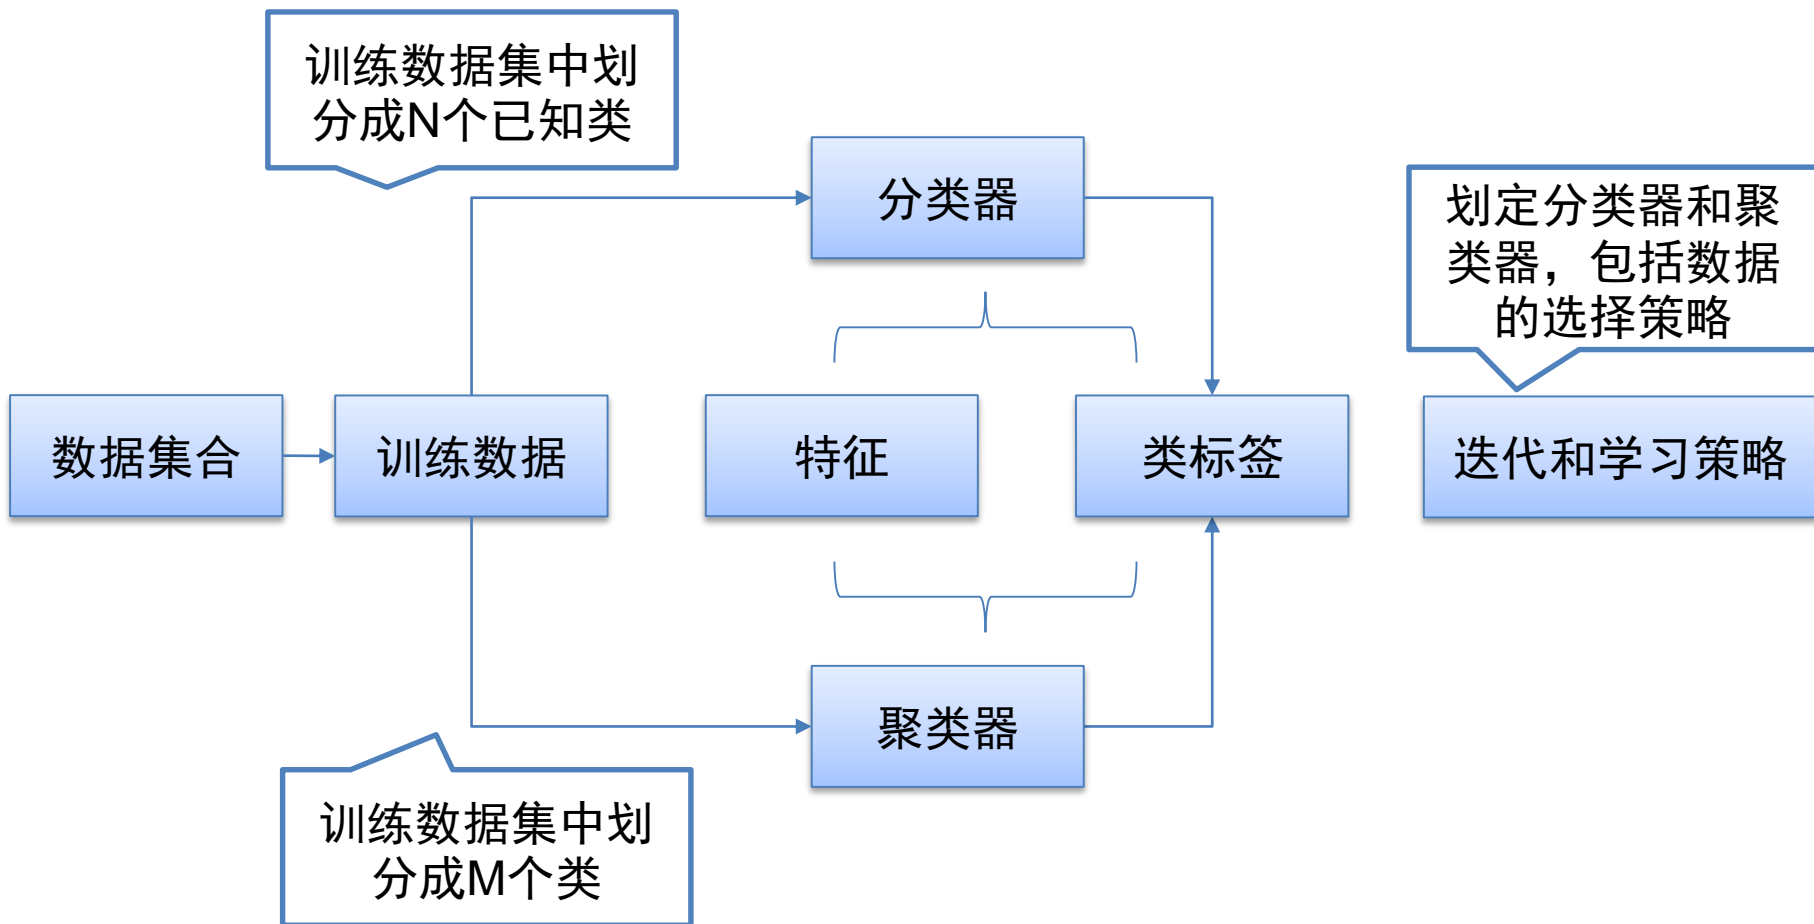 训练数据集中划
分成N个已知类
分类器
划定分类器和聚
类器，包括数据
的选择策略
数据集合
训练数据
特征
类标签
迭代和学习策略
聚类器
训练数据集中划
分成M个类